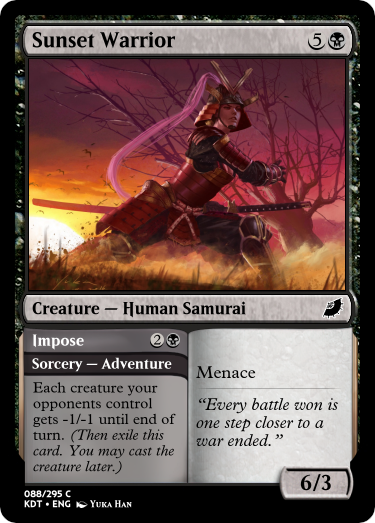 Sunset Warrior 5
Creature — Human Samurai
Impose 2
Sorcery — Adventure
Each creature your
opponents control
gets -1/-1 until end of
turn. (Then exile this
card. You may cast the
creature later.)
Menace
“Every battle won is
one step closer to a
war ended.”
6/3
088/295 C
KDT • ENG Yuka Han